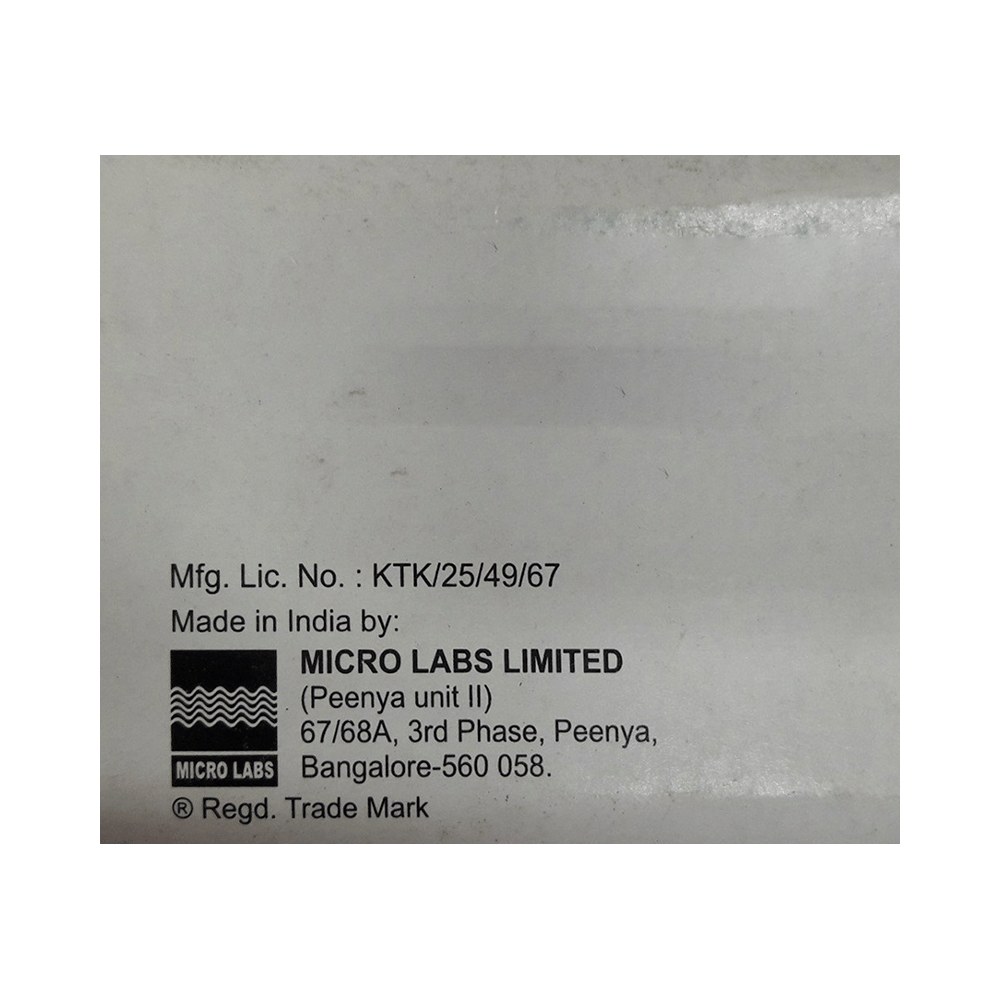 Mfg. Lic. No. : KTK/25/49/67
Made in India by:
MICRO LABS LIMITED
(Peenya unit II)
67/68A, 3rd Phase, Peenya,
Bangalore-560 058.
MICRO LABS
® Regd. Trade Mark